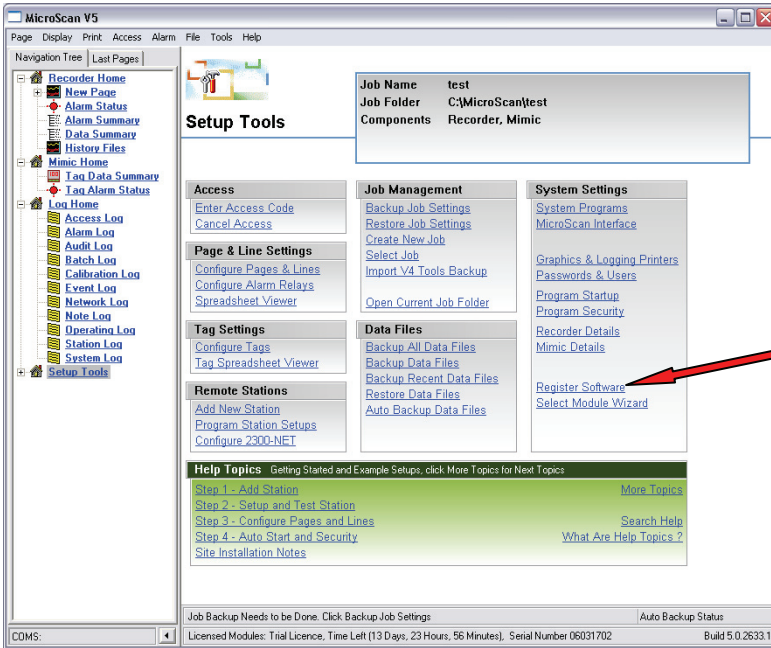 MicroScan V5
Page Display Print Access Alarm File Tools Help
Navigation Tree Last Pages
Recorder Home
New Page
Alarm Status
Alarm Summary
Data Summary
History Files
Mimic Home
Tag Data Summary
Tag Alarm Status
Log Home
Access Log
Alarm Log
Audit Log
Batch Log
Calibration Log
Event Log
Network Log
Note Log
Operating Log
Station Log
System Log
Setup Tools
COMS:
Setup Tools
Job Name test
Job Folder C:\MicroScan\test
Components Recorder, Mimic
Access
Enter Access Code
Cancel Access
Page & Line Settings
Configure Pages & Lines
Configure Alarm Relays
Spreadsheet Viewer
Tag Settings
Configure Tags
Tag Spreadsheet Viewer
Remote Stations
Add New Station
Program Station Setups
Configure 2300-NET
Job Management
Backup Job Settings
Restore Job Settings
Create New Job
Select Job
Import V4 Tools Backup
Open Current Job Folder
Data Files
Backup All Data Files
Backup Data Files
Backup Recent Data Files
Restore Data Files
Auto Backup Data Files
System Settings
System Programs
MicroScan Interface
Graphics & Logging Printers
Passwords & Users
Program Startup
Program Security
Recorder Details
Mimic Details
Register Software
Select Module Wizard
Help Topics Getting Started and Example Setups, click More Topics for Next Topics
Step 1 - Add Station
Step 2 - Setup and Test Station
Step 3 - Configure Pages and Lines
Step 4 - Auto Start and Security
Site Installation Notes
More Topics
Search Help
What Are Help Topics ?
Job Backup Needs to be Done. Click Backup Job Settings Auto Backup Status
Licensed Modules: Trial Licence, Time Left (13 Days, 23 Hours, 56 Minutes), Serial Number 06031702 Build 5.0.2633.1